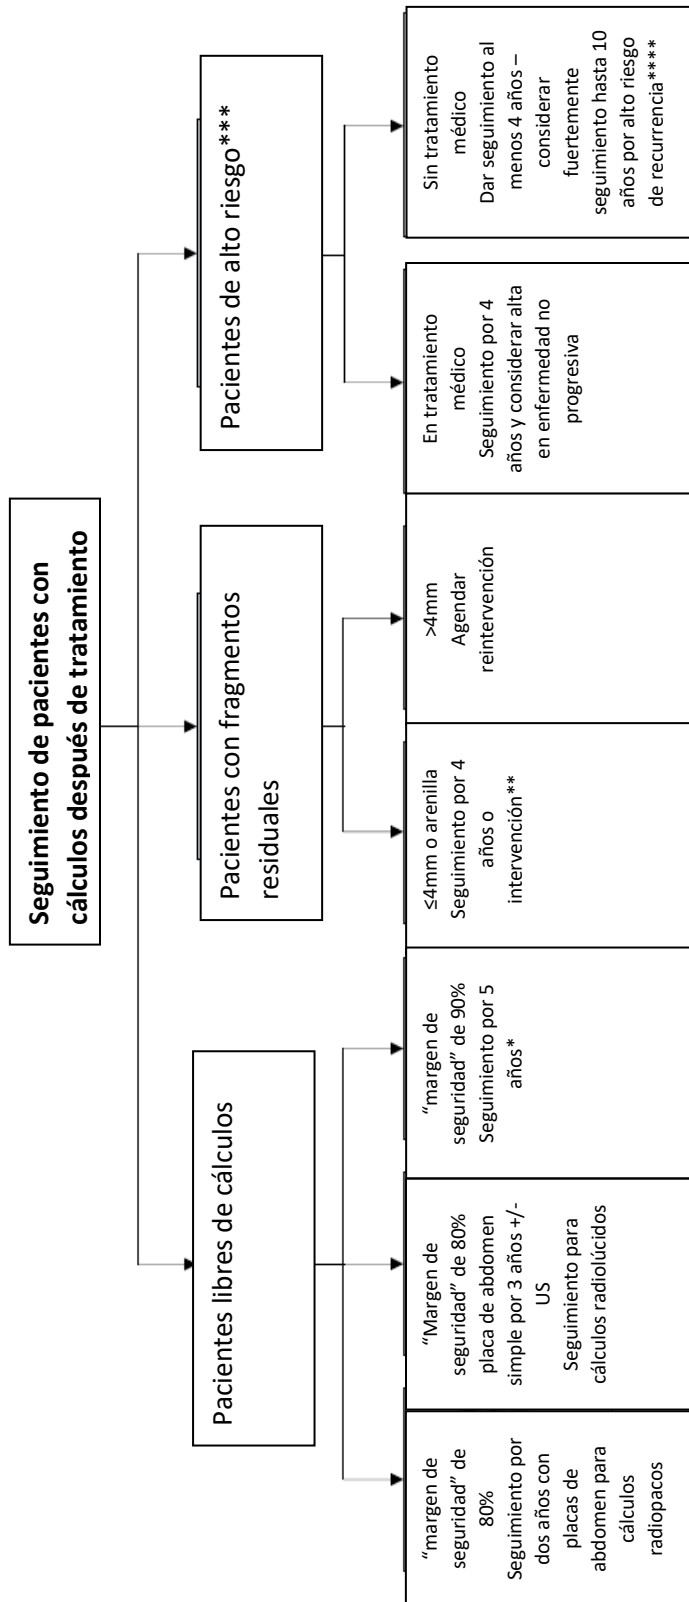 Seguimiento de pacientes con
cálculos después de tratamiento
Pacientes libres de cálculos
Pacientes con fragmentos
residuales
Pacientes de alto riesgo***
“margen de
seguridad” de
80%
Seguimiento por
dos años con
placas de
abdomen para
cálculos
radiopacos
“Margen de
seguridad” de 80%
placa de abdomen
simple por 3 años +/-
US
Seguimiento para
cálculos radiolúcidos
“margen de
seguridad” de 90%
Seguimiento por 5
años*
≤4mm o arenilla
Seguimiento por 4
años o
intervención**
>4mm
Agendar
reintervención
En tratamiento
médico
Seguimiento por 4
años y considerar alta
en enfermedad no
progresiva
Sin tratamiento
médico
Dar seguimiento al
menos 4 años –
considerar
fuertemente
seguimiento hasta 10
años por alto riesgo
de recurrencia****